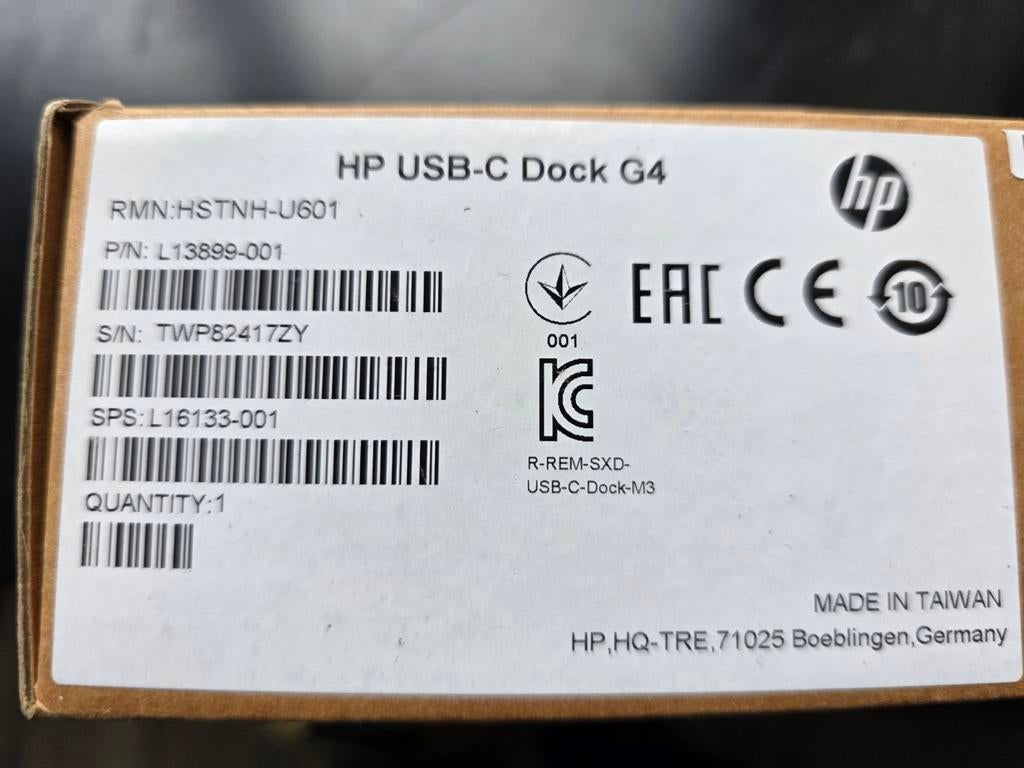 HP USB-C Dock G4
hp
RMN:HSTNH-U601
P/N: L13899-001
S/N: TWP82417ZY
SPS:L16133-001
QUANTITY:1
001
EAC CE 10
KC
R-REM-SXD-
USB-C-Dock-M3
MADE IN TAIWAN
HP,HQ-TRE,71025 Boeblingen,Germany